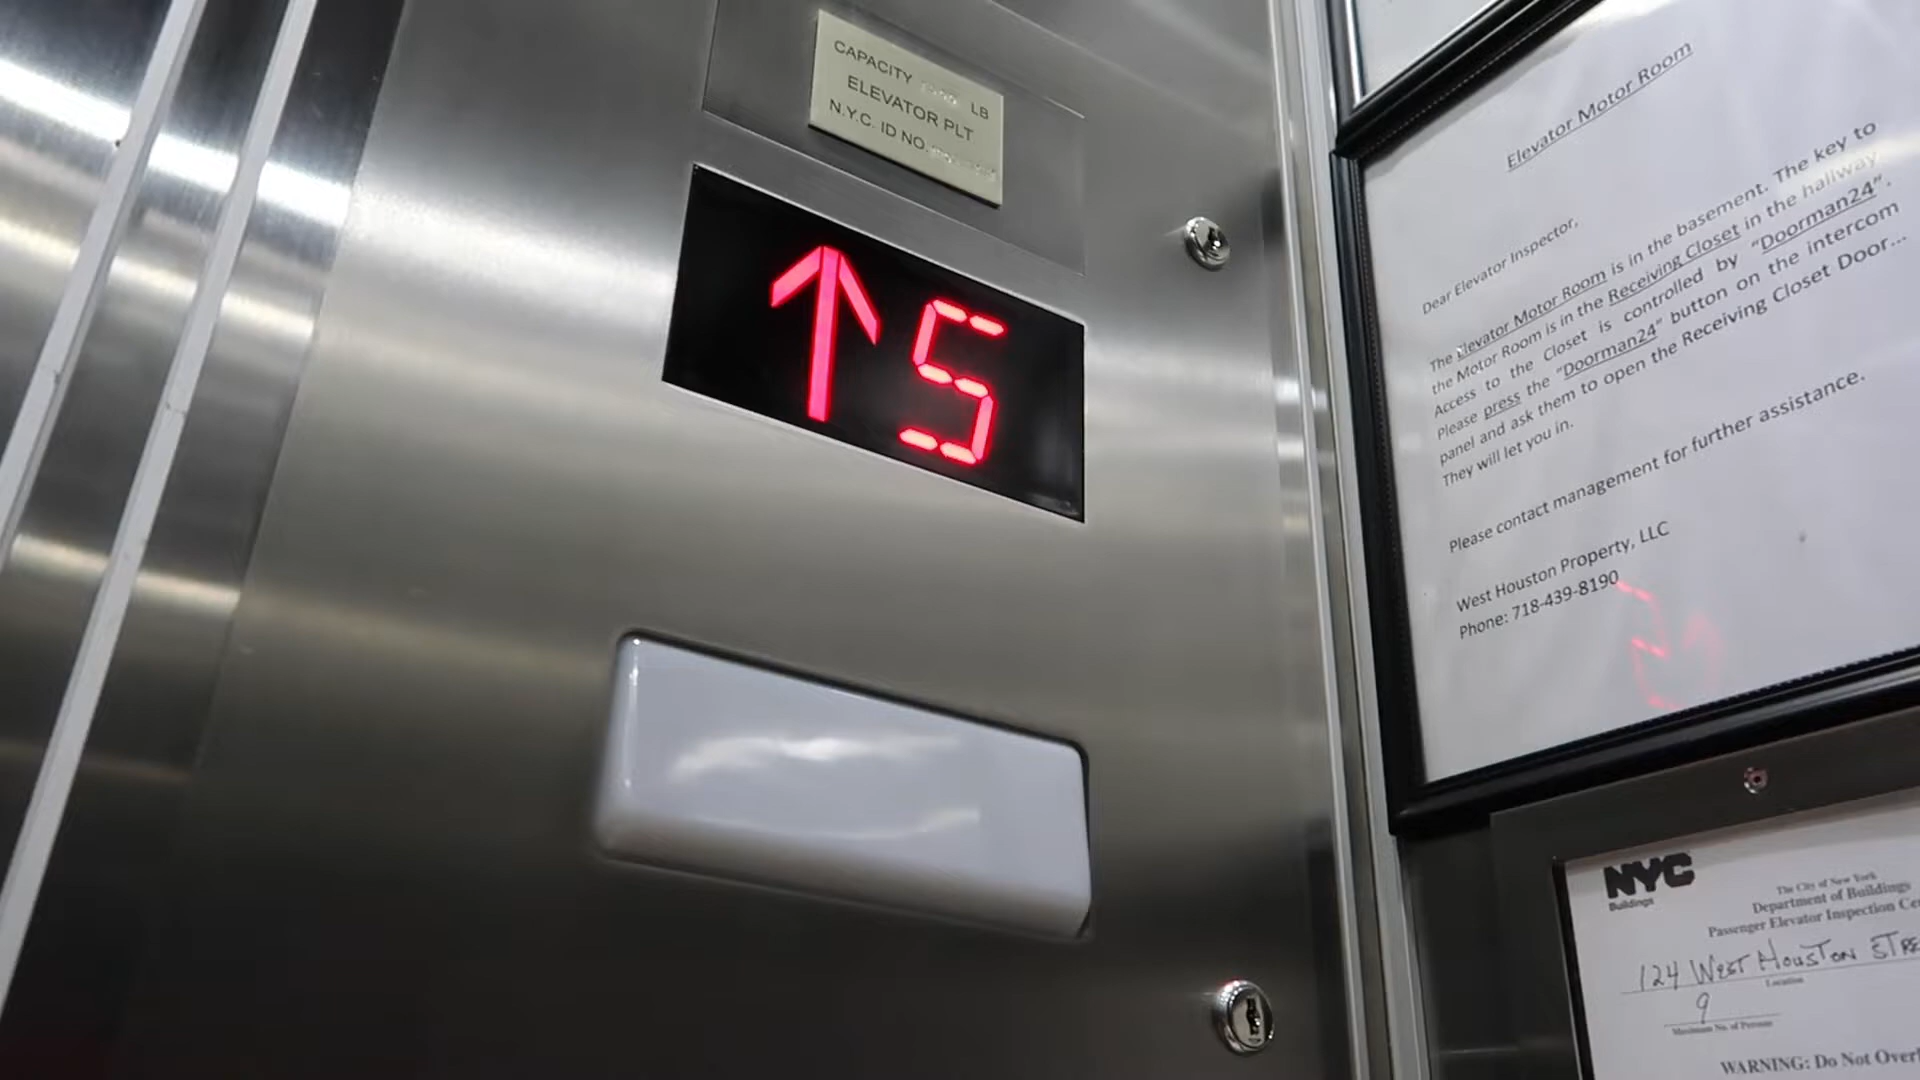 CAPACITY LB
ELEVATOR PLT
N.Y.C. ID NO.
5
Elevator Motor Room
Dear Elevator Inspector,
The Elevator Motor Room is in the basement. The key to
the Motor Room is in the Receiving Closet in the hallway
Access to the Closet is controlled by "Doorman24".
Please press the "Doorman24" button on the intercom
panel and ask them to open the Receiving Closet Door...
They will let you in.
Please contact management for further assistance.
West Houston Property, LLC
Phone: 718-439-8190
NYC
Buildings
The City of New York
Department of Buildings
Passenger Elevator Inspection Ce
124 WEST HOUSTON STRE
Location
9
Maximum No. of Persons
WARNING: Do Not Over